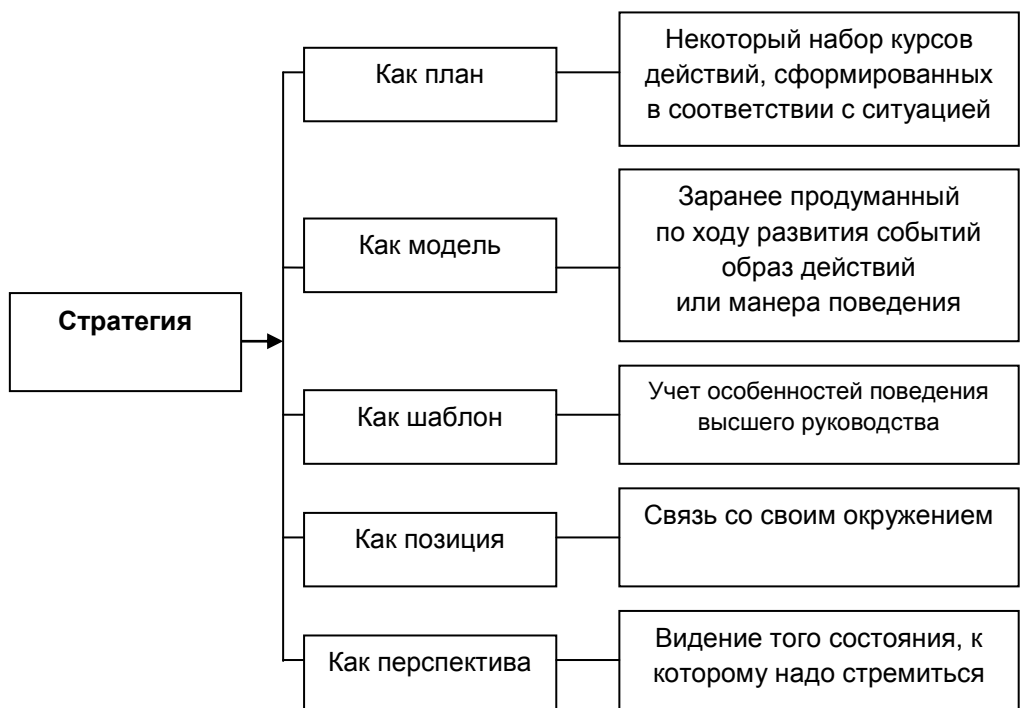 Как план
Некоторый набор курсов
действий, сформированных
в соответствии с ситуацией
Как модель
Заранее продуманный
по ходу развития событий
образ действий
или манера поведения
Стратегия
Как шаблон
Учет особенностей поведения
высшего руководства
Как позиция
Связь со своим окружением
Как перспектива
Видение того состояния, к
которому надо стремиться